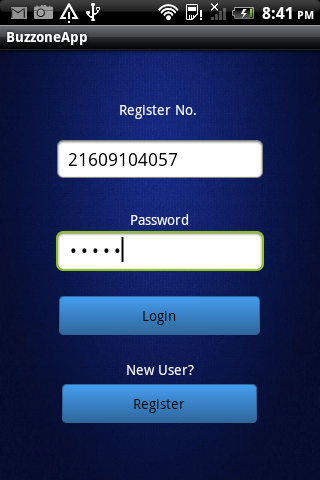 8:41 PM
BuzzoneApp
Register No.
21609104057
Password
•••••
Login
New User?
Register